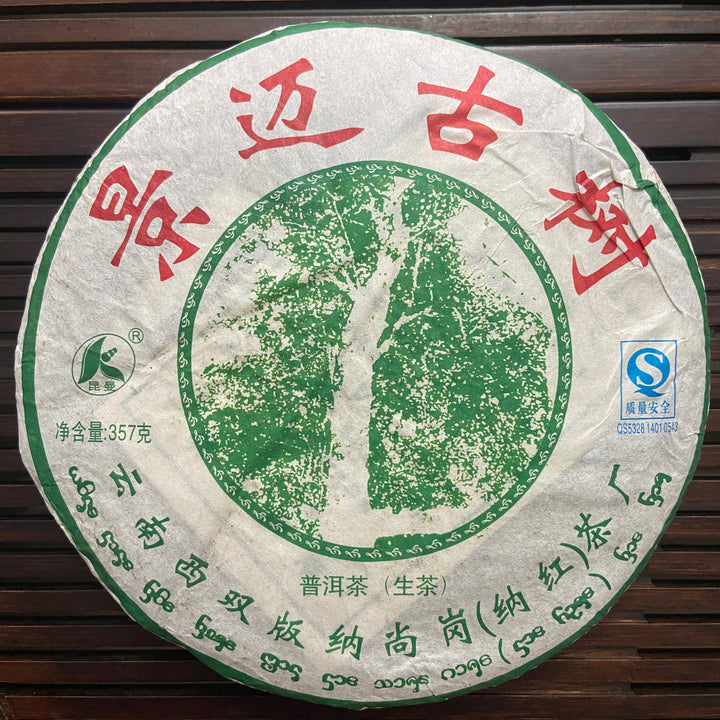 景迈古树
®
昆曼
净含量:357克
质量安全
QS5328 1401 0543
普洱茶（生茶）
云南西双版纳尚岗(纳红)茶厂